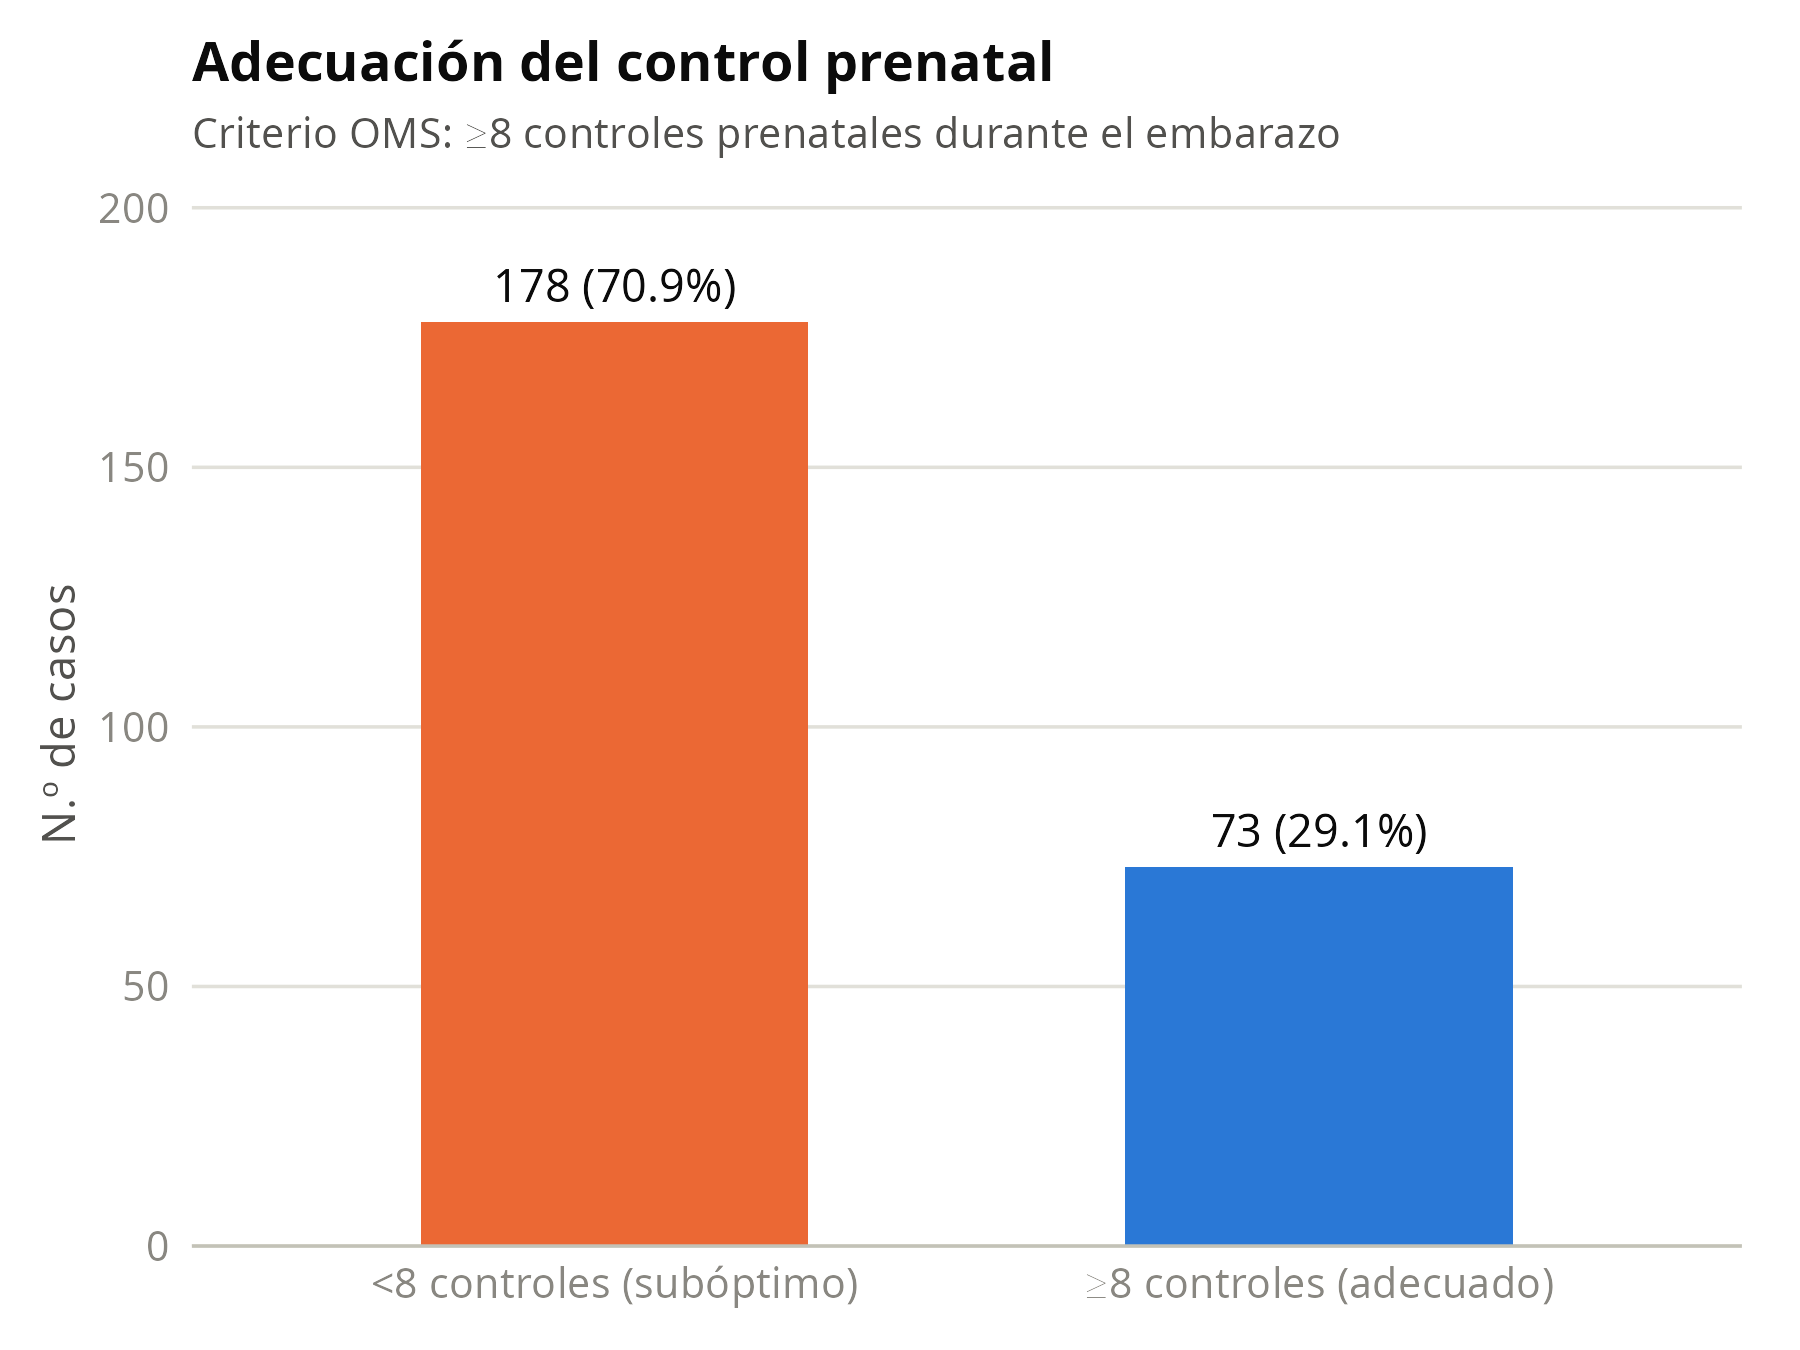 Adecuación del control prenatal
Criterio OMS: ≥8 controles prenatales durante el embarazo
200
178 (70.9%)
150
N.º de casos
100
73 (29.1%)
50
0
<8 controles (subóptimo)
≥8 controles (adecuado)